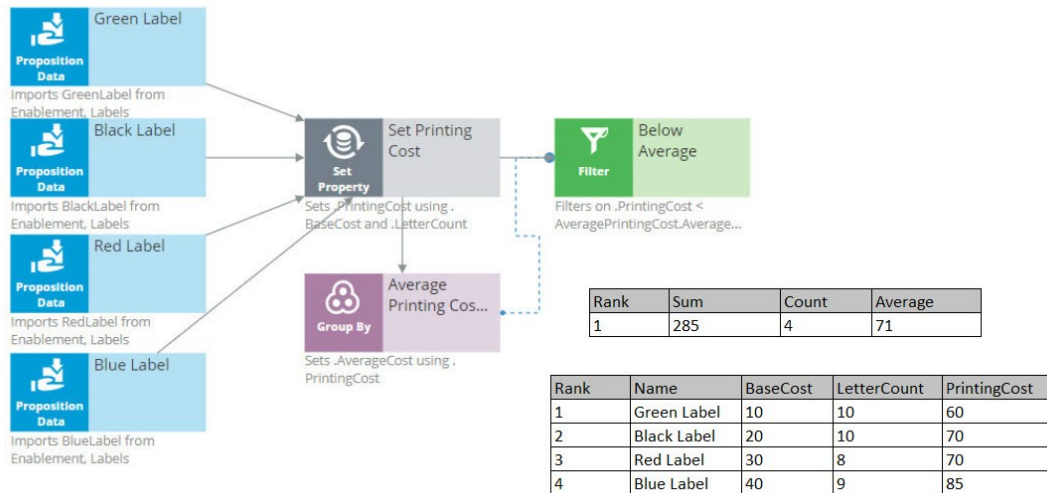 Green Label
Proposition
Data
Imports GreenLabel from
Enablement, Labels
Black Label
Proposition
Data
Imports BlackLabel from
Enablement, Labels
Red Label
Proposition
Data
Imports RedLabel from
Enablement, Labels
Blue Label
Proposition
Data
Imports BlueLabel from
Enablement, Labels
Set Printing
Cost
Set
Property
Sets .PrintingCost using .
BaseCost and .LetterCount
Average
Printing Cos...
Group By
Sets .AverageCost using .
PrintingCost
Below
Average
Filter
Filters on .PrintingCost <
AveragePrintingCost.Average...
Rank Sum Count Average
1 285 4 71
Rank Name BaseCost LetterCount PrintingCost
1 Green Label 10 10 60
2 Black Label 20 10 70
3 Red Label 30 8 70
4 Blue Label 40 9 85